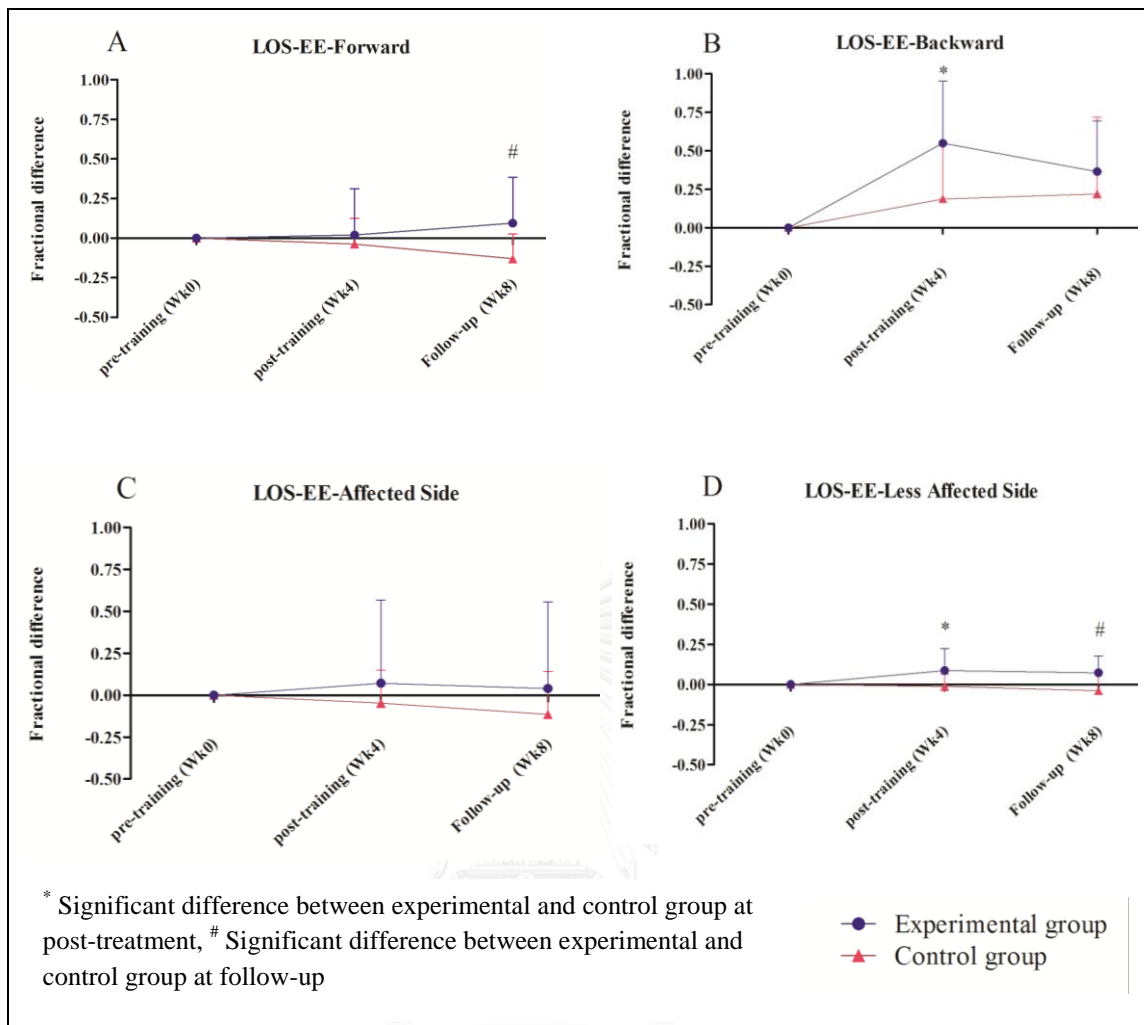 A
LOS-EE-Forward
1.00
0.75
0.50
0.25
0.00
-0.25
-0.50
Fractional difference
#
pre-training (Wk0)
post-training (Wk4)
Follow-up (Wk8)
B
LOS-EE-Backward
1.00
0.75
0.50
0.25
0.00
-0.25
-0.50
Fractional difference
*
pre-training (Wk0)
post-training (Wk4)
Follow-up (Wk8)
C
LOS-EE-Affected Side
1.00
0.75
0.50
0.25
0.00
-0.25
-0.50
Fractional difference
pre-training (Wk0)
post-training (Wk4)
Follow-up (Wk8)
D
LOS-EE-Less Affected Side
1.00
0.75
0.50
0.25
0.00
-0.25
-0.50
Fractional difference
*
#
pre-training (Wk0)
post-training (Wk4)
Follow-up (Wk8)
* Significant difference between experimental and control group at
post-treatment, # Significant difference between experimental and
control group at follow-up
Experimental group
Control group